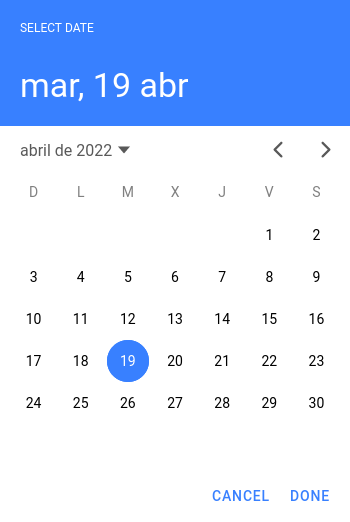 SELECT DATE
mar, 19 abr
abril de 2022
D L M X J V S
1 2
3 4 5 6 7 8 9
10 11 12 13 14 15 16
17 18 19 20 21 22 23
24 25 26 27 28 29 30
CANCEL DONE